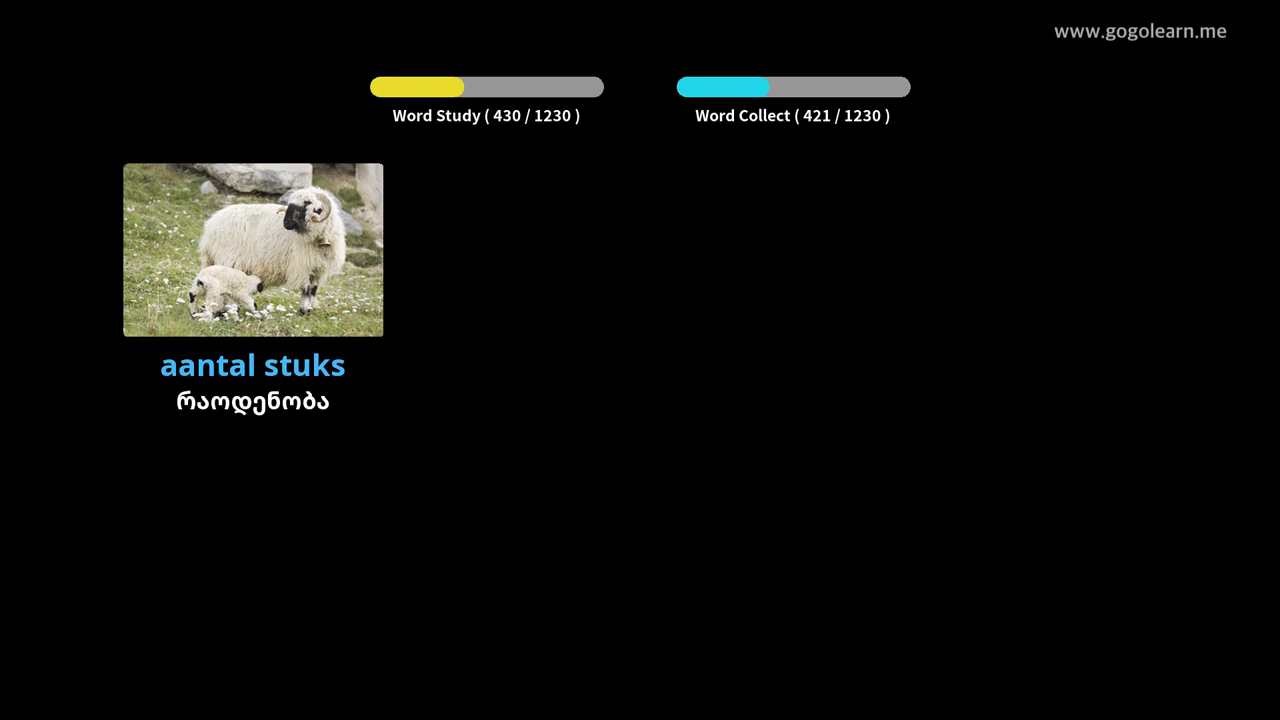 www.gogolearn.me
Word Study ( 430 / 1230 )
Word Collect ( 421 / 1230 )
aantal stuks
რაოდენობა